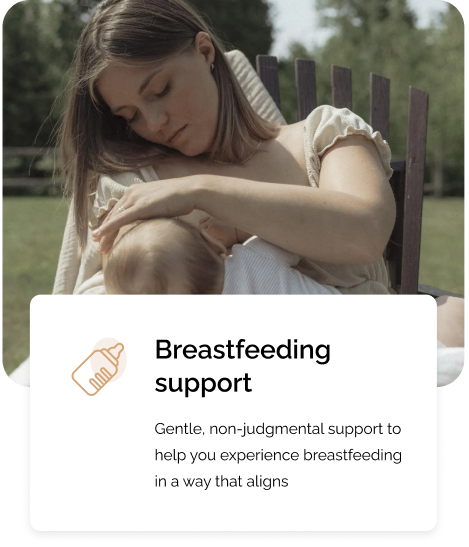 Breastfeeding
support
Gentle, non-judgmental support to
help you experience breastfeeding
in a way that aligns